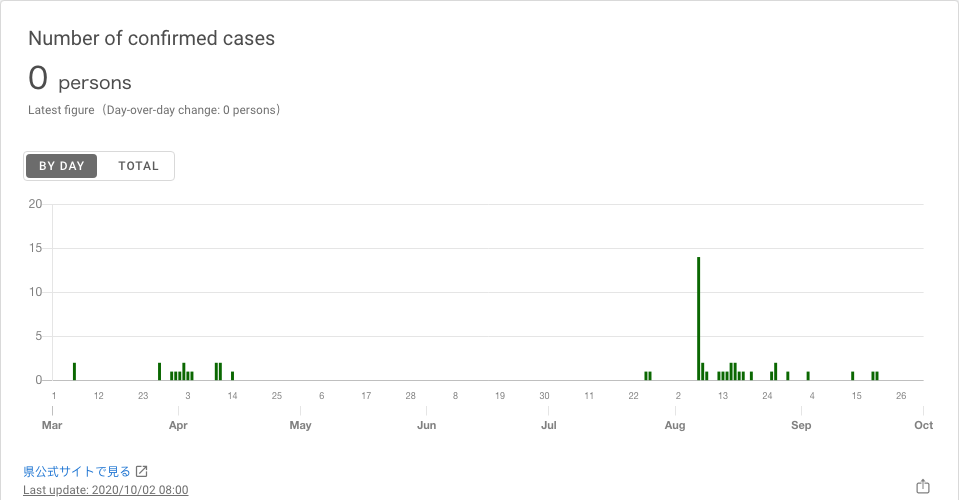 Number of confirmed cases
0 persons
Latest figure（Day-over-day change: 0 persons）
BY DAY TOTAL
20
15
10
5
0
1 12 23 3 14 25 6 17 28 8 19 30 11 22 2 13 24 4 15 26
Mar Apr May Jun Jul Aug Sep Oct
県公式サイトで見る
Last update: 2020/10/02 08:00